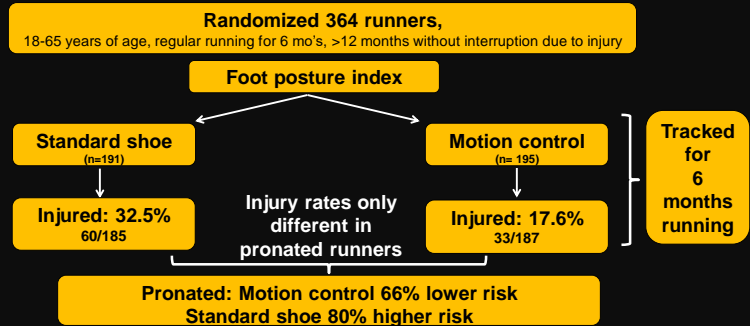 Randomized 364 runners,
18-65 years of age, regular running for 6 mo's, >12 months without interruption due to injury
Foot posture index
Standard shoe
(n=191)
Motion control
(n= 195)
Injured: 32.5%
60/185
Injury rates only
different in
pronated runners
Injured: 17.6%
33/187
Tracked
for
6
months
running
Pronated: Motion control 66% lower risk
Standard shoe 80% higher risk